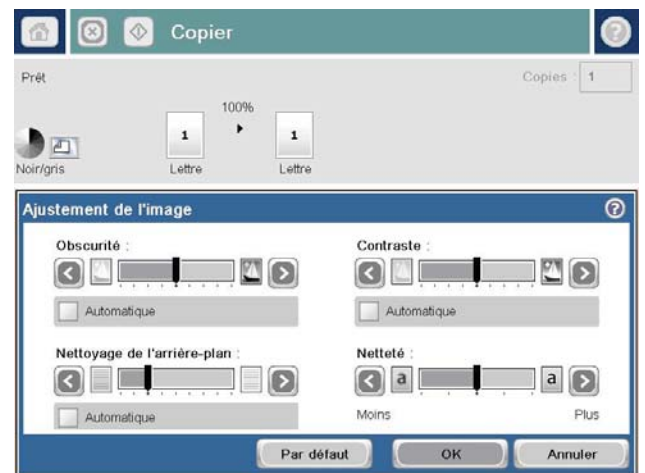 Copier
Prêt
Copies : 1
100%
1
1
Noir/gris
Lettre
Lettre
Ajustement de l'image
Obscurité :
Contraste :
Automatique
Automatique
Nettoyage de l'arrière-plan :
Netteté :
a
a
Automatique
Moins
Plus
Par défaut
OK
Annuler